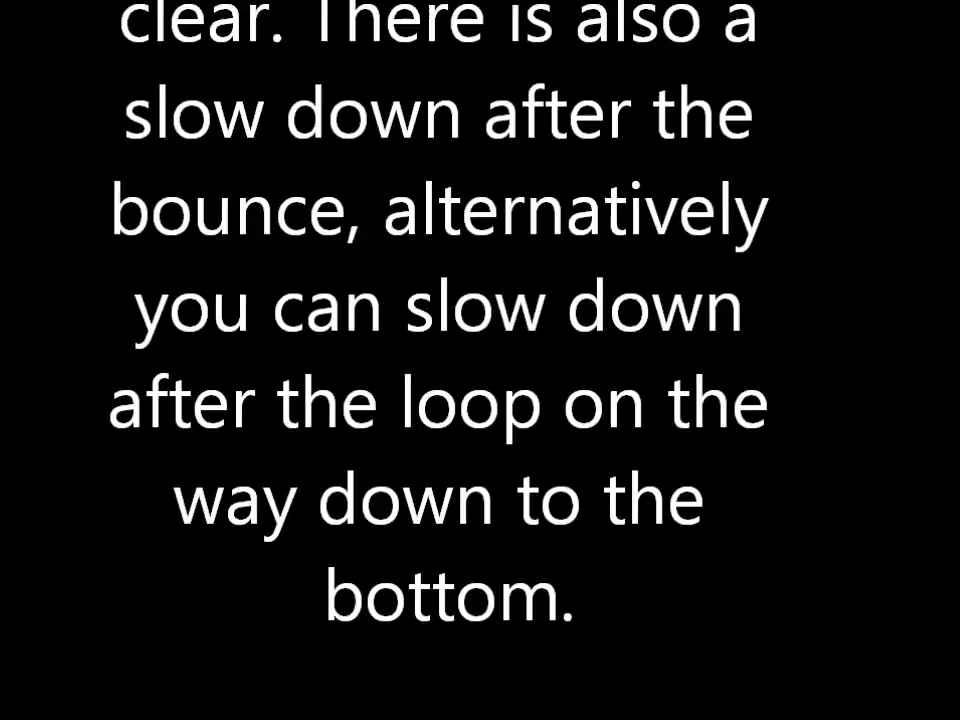 clear. There is also a
slow down after the
bounce, alternatively
you can slow down
after the loop on the
way down to the
bottom.